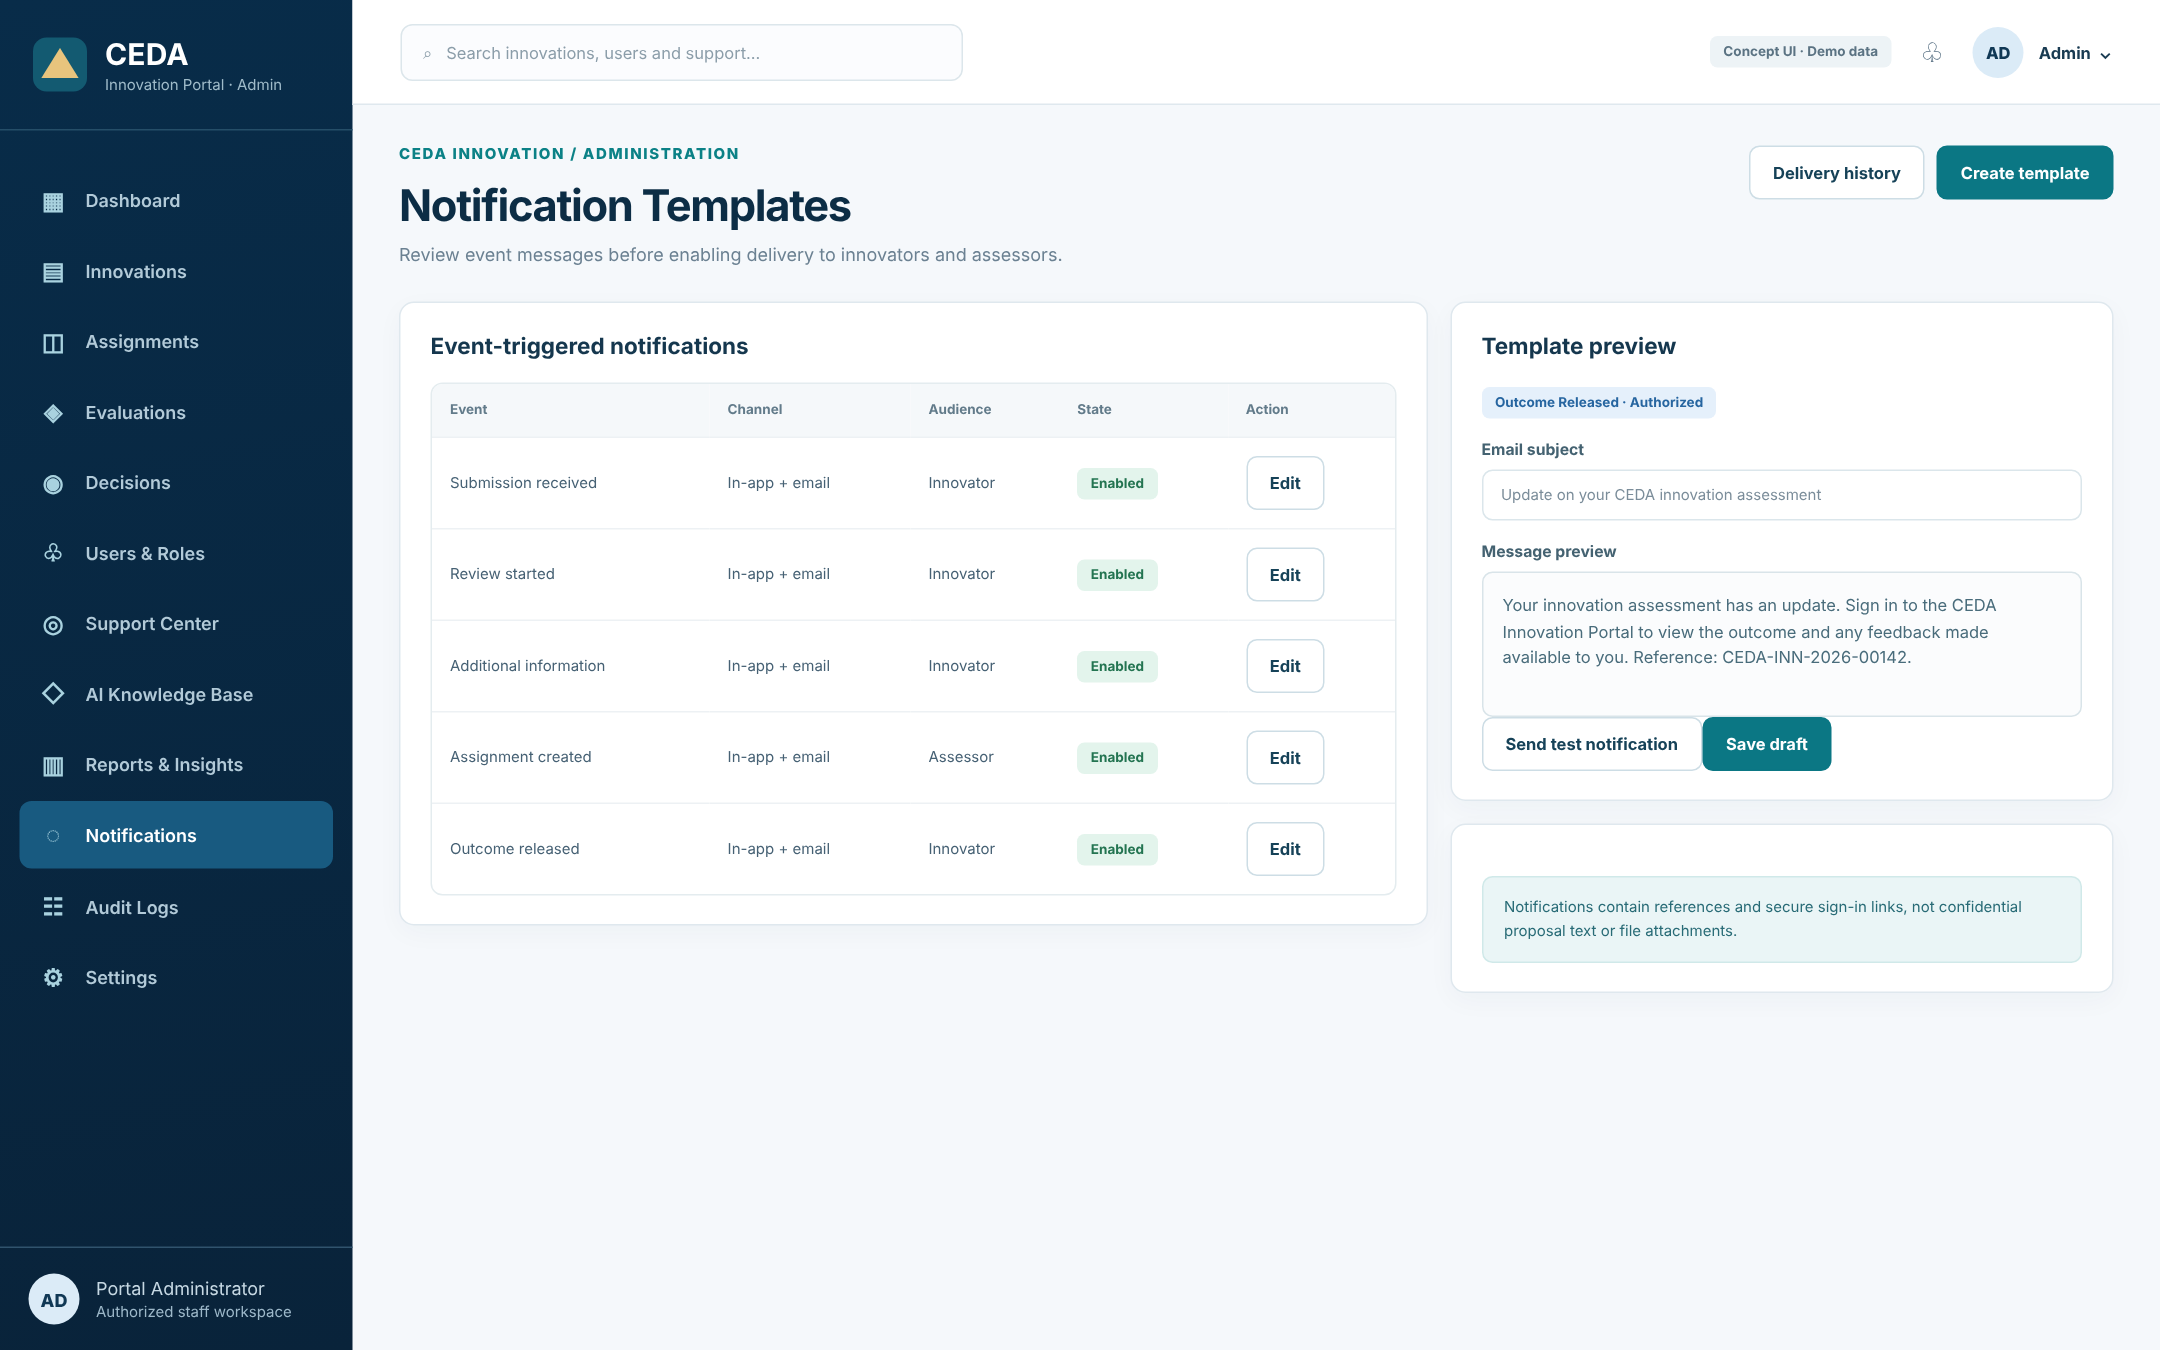 CEDA
Innovation Portal · Admin
Dashboard
Innovations
Assignments
Evaluations
Decisions
Users & Roles
Support Center
AI Knowledge Base
Reports & Insights
Notifications
Audit Logs
Settings
AD
Portal Administrator
Authorized staff workspace
Search innovations, users and support...
Concept UI · Demo data
AD
Admin
CEDA INNOVATION / ADMINISTRATION
Notification Templates
Review event messages before enabling delivery to innovators and assessors.
Delivery history
Create template
Event-triggered notifications
Event Channel Audience State Action
Submission received In-app + email Innovator Enabled Edit
Review started In-app + email Innovator Enabled Edit
Additional information In-app + email Innovator Enabled Edit
Assignment created In-app + email Assessor Enabled Edit
Outcome released In-app + email Innovator Enabled Edit
Template preview
Outcome Released · Authorized
Email subject
Update on your CEDA innovation assessment
Message preview
Your innovation assessment has an update. Sign in to the CEDA
Innovation Portal to view the outcome and any feedback made
available to you. Reference: CEDA-INN-2026-00142.
Send test notification
Save draft
Notifications contain references and secure sign-in links, not confidential
proposal text or file attachments.